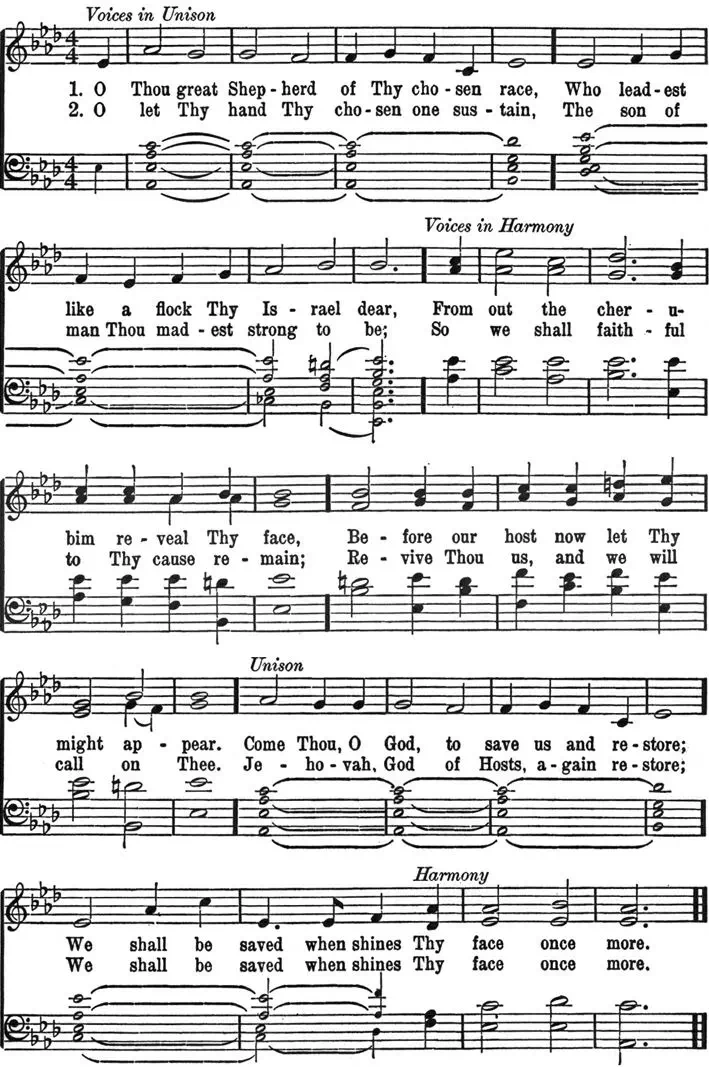 Voices in Unison
4 4
1. O Thou great Shep - herd of Thy cho - sen race, Who lead - est
2. O let Thy hand Thy cho - sen one sus - tain, The son of
4 4
Voices in Harmony
like a flock Thy Is - rael dear, From out the cher - u-
man Thou mad - est strong to be; So we shall faith - ful
bim re - veal Thy face, Be - fore our host now let Thy
to Thy cause re - main; Re - vive Thou us, and we will
Unison
might ap - pear. Come Thou, O God, to save us and re - store;
call on Thee. Je - ho - vah, God of Hosts, a - gain re - store;
Harmony
We shall be saved when shines Thy face once more.
We shall be saved when shines Thy face once more.